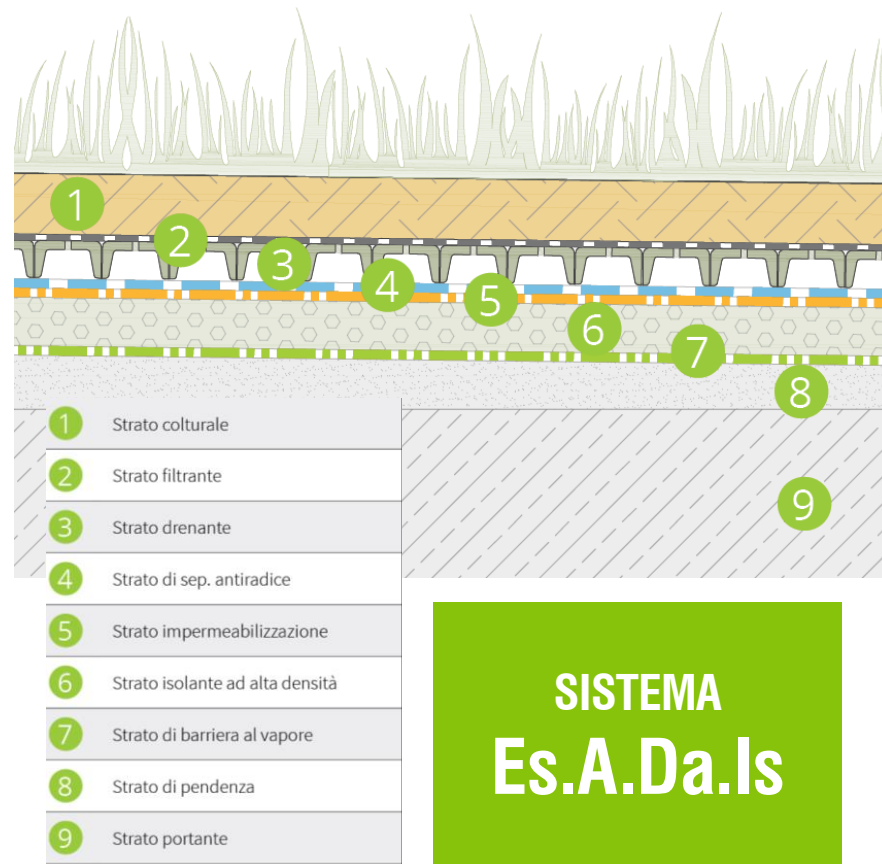 1
2
3
4
5
6
7
8
9
1 Strato colturale
2 Strato filtrante
3 Strato drenante
4 Strato di sep. antiradice
5 Strato impermeabilizzazione
6 Strato isolante ad alta densità
7 Strato di barriera al vapore
8 Strato di pendenza
9 Strato portante
SISTEMA
Es.A.Da.Is